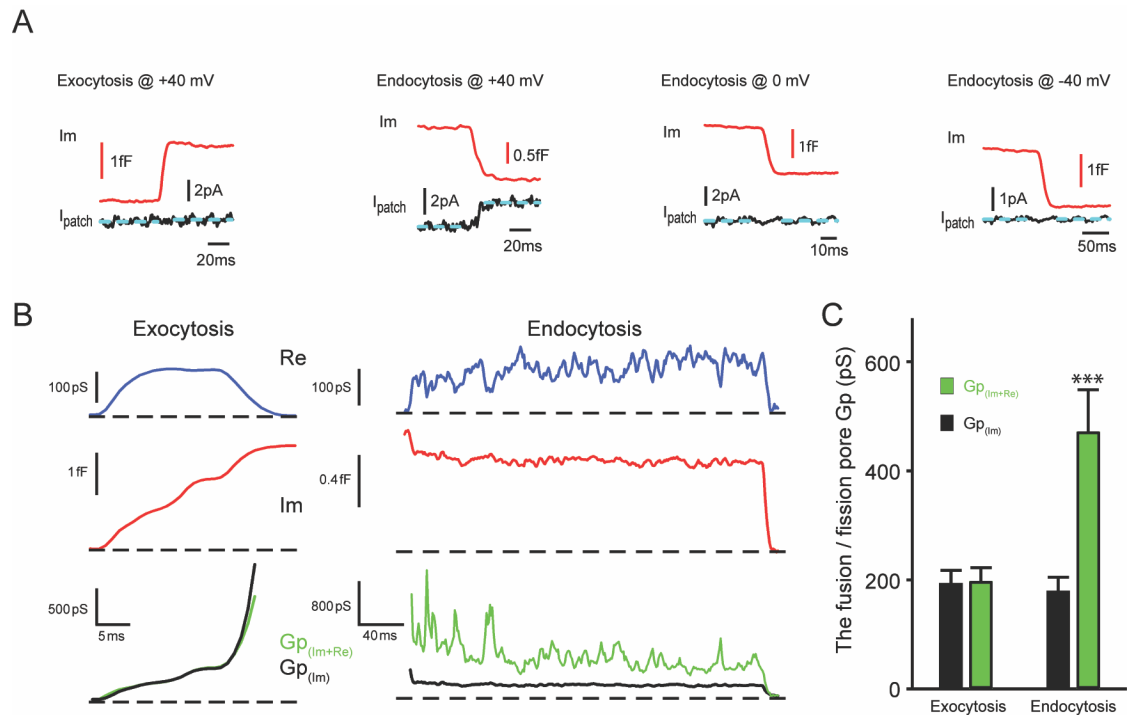 A
Exocytosis @ +40 mV
Endocytosis @ +40 mV
Endocytosis @ 0 mV
Endocytosis @ -40 mV
Im
1fF
2pA
Ipatch
20ms
Im
0.5fF
Ipatch
2pA
20ms
Im
1fF
2pA
Ipatch
10ms
Im
1fF
1pA
Ipatch
50ms
B
Exocytosis
Endocytosis
Re
100pS
100pS
1fF
Im
0.4fF
500pS
5ms
Gp(Im+Re)
Gp(Im)
800pS
40ms
C
The fusion / fission pore Gp (pS)
600
400
200
0
Gp(Im+Re)
Gp(Im)
***
Exocytosis
Endocytosis